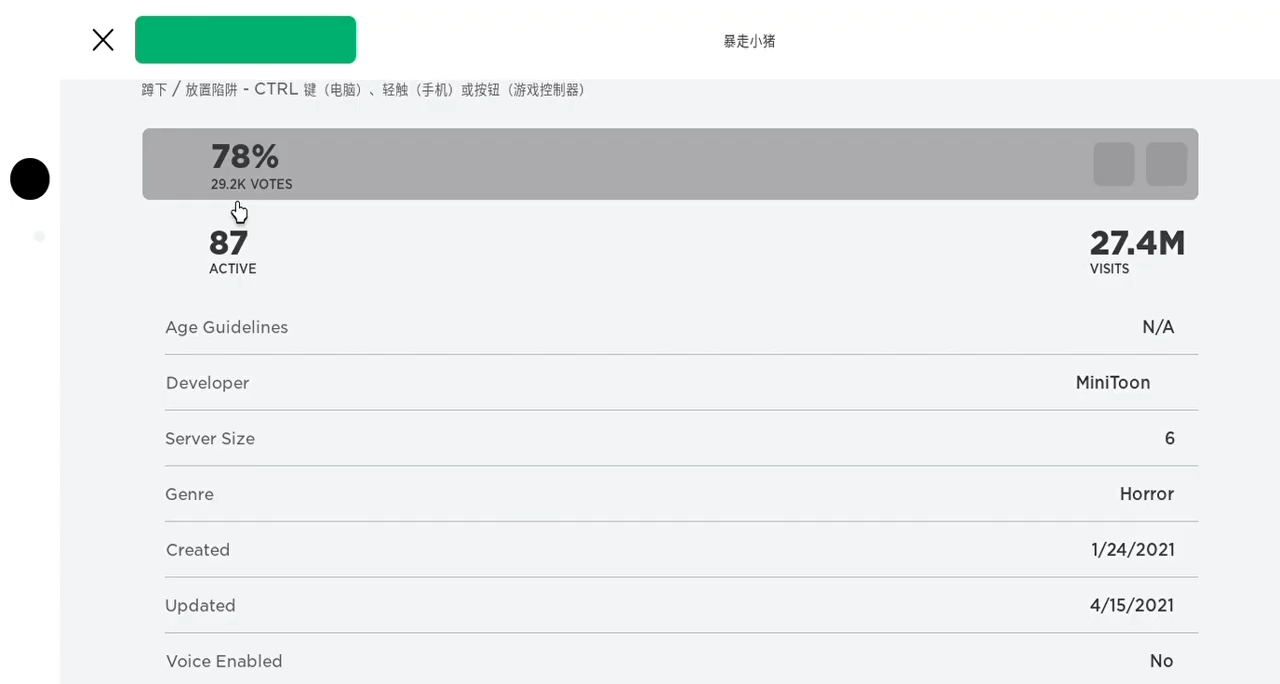 暴走小猪
蹲下 / 放置陷阱 - CTRL 键（电脑）、轻触（手机）或按钮（游戏控制器）
78%
29.2K VOTES
87
ACTIVE
27.4M
VISITS
Age Guidelines N/A
Developer MiniToon
Server Size 6
Genre Horror
Created 1/24/2021
Updated 4/15/2021
Voice Enabled No